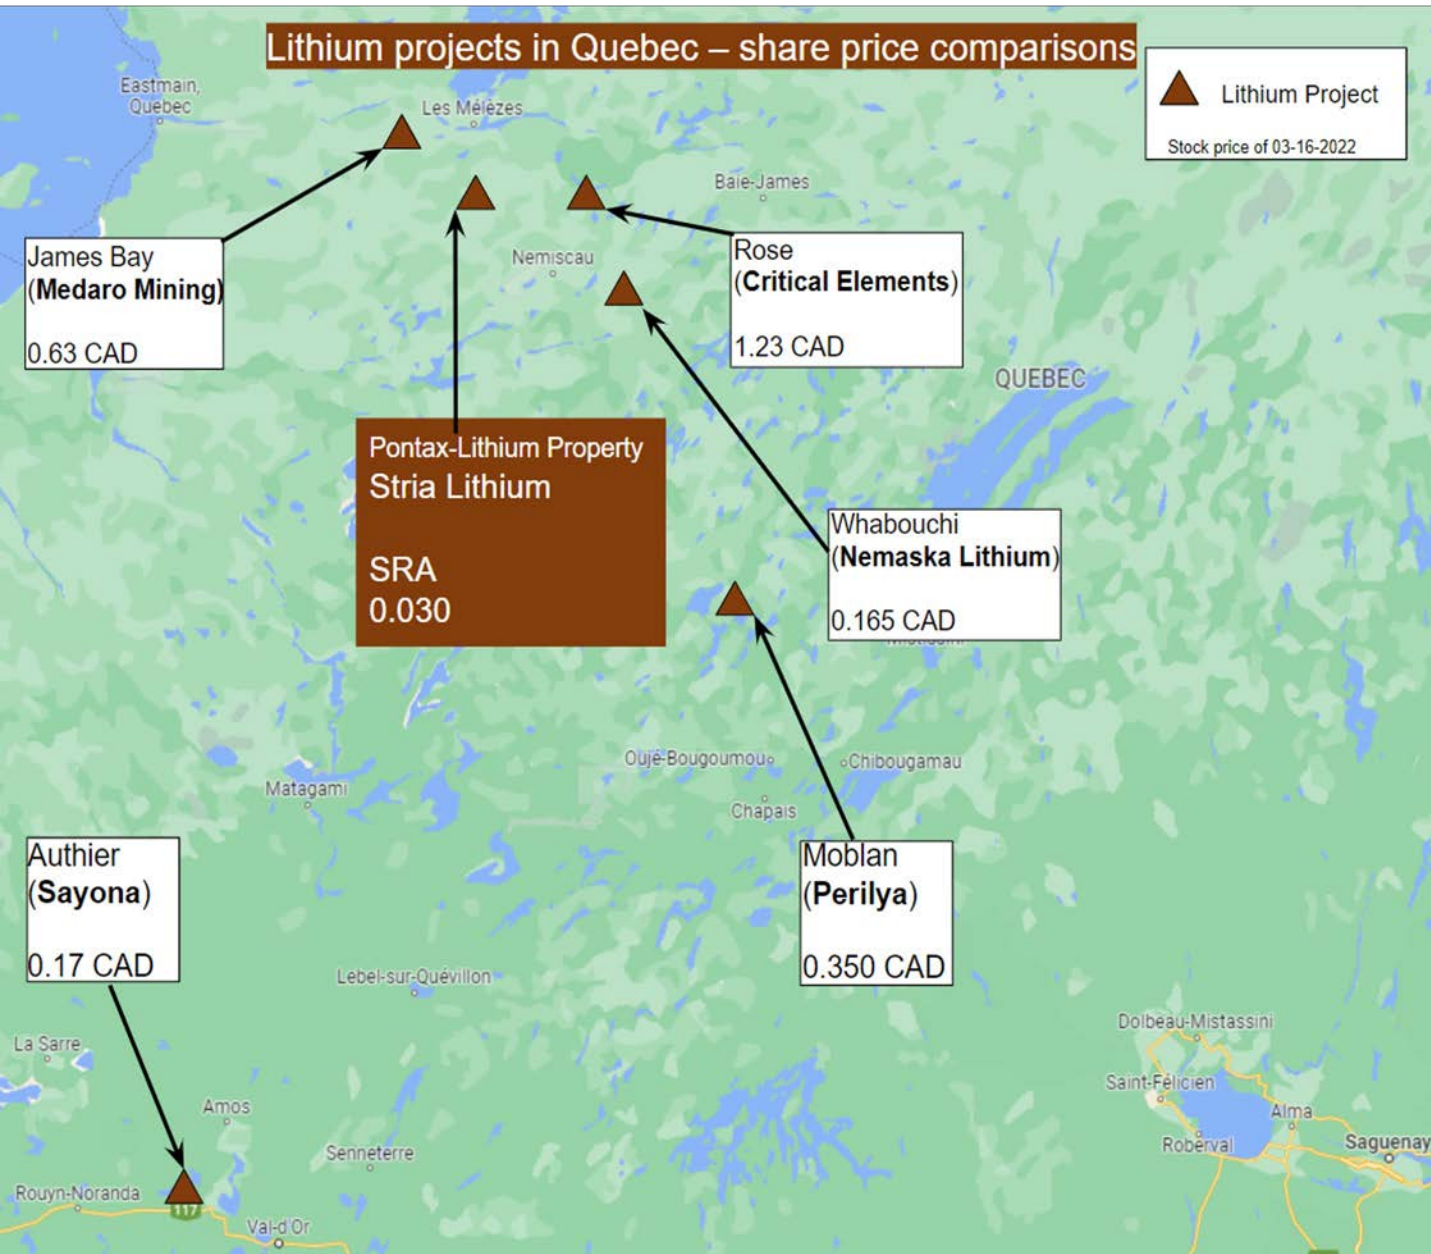 Lithium projects in Quebec – share price comparisons
Lithium Project
Stock price of 03-16-2022
Eastmain,
Quebec
Les Mélèzes
Baie-James
Nemiscau
James Bay
(Medaro Mining)
0.63 CAD
Rose
(Critical Elements)
1.23 CAD
QUEBEC
Pontax-Lithium Property
Stria Lithium
SRA
0.030
Whabouchi
(Nemaska Lithium)
0.165 CAD
Oujé-Bougoumou
Chibougamau
Matagami
Chapais
Authier
(Sayona)
0.17 CAD
Moblan
(Perilya)
0.350 CAD
Lebel-sur-Quévillon
Dolbeau-Mistassini
La Sarre
Saint-Félicien
Amos
Alma
Roberval
Saguenay
Senneterre
Rouyn-Noranda
117
Val-d'Or